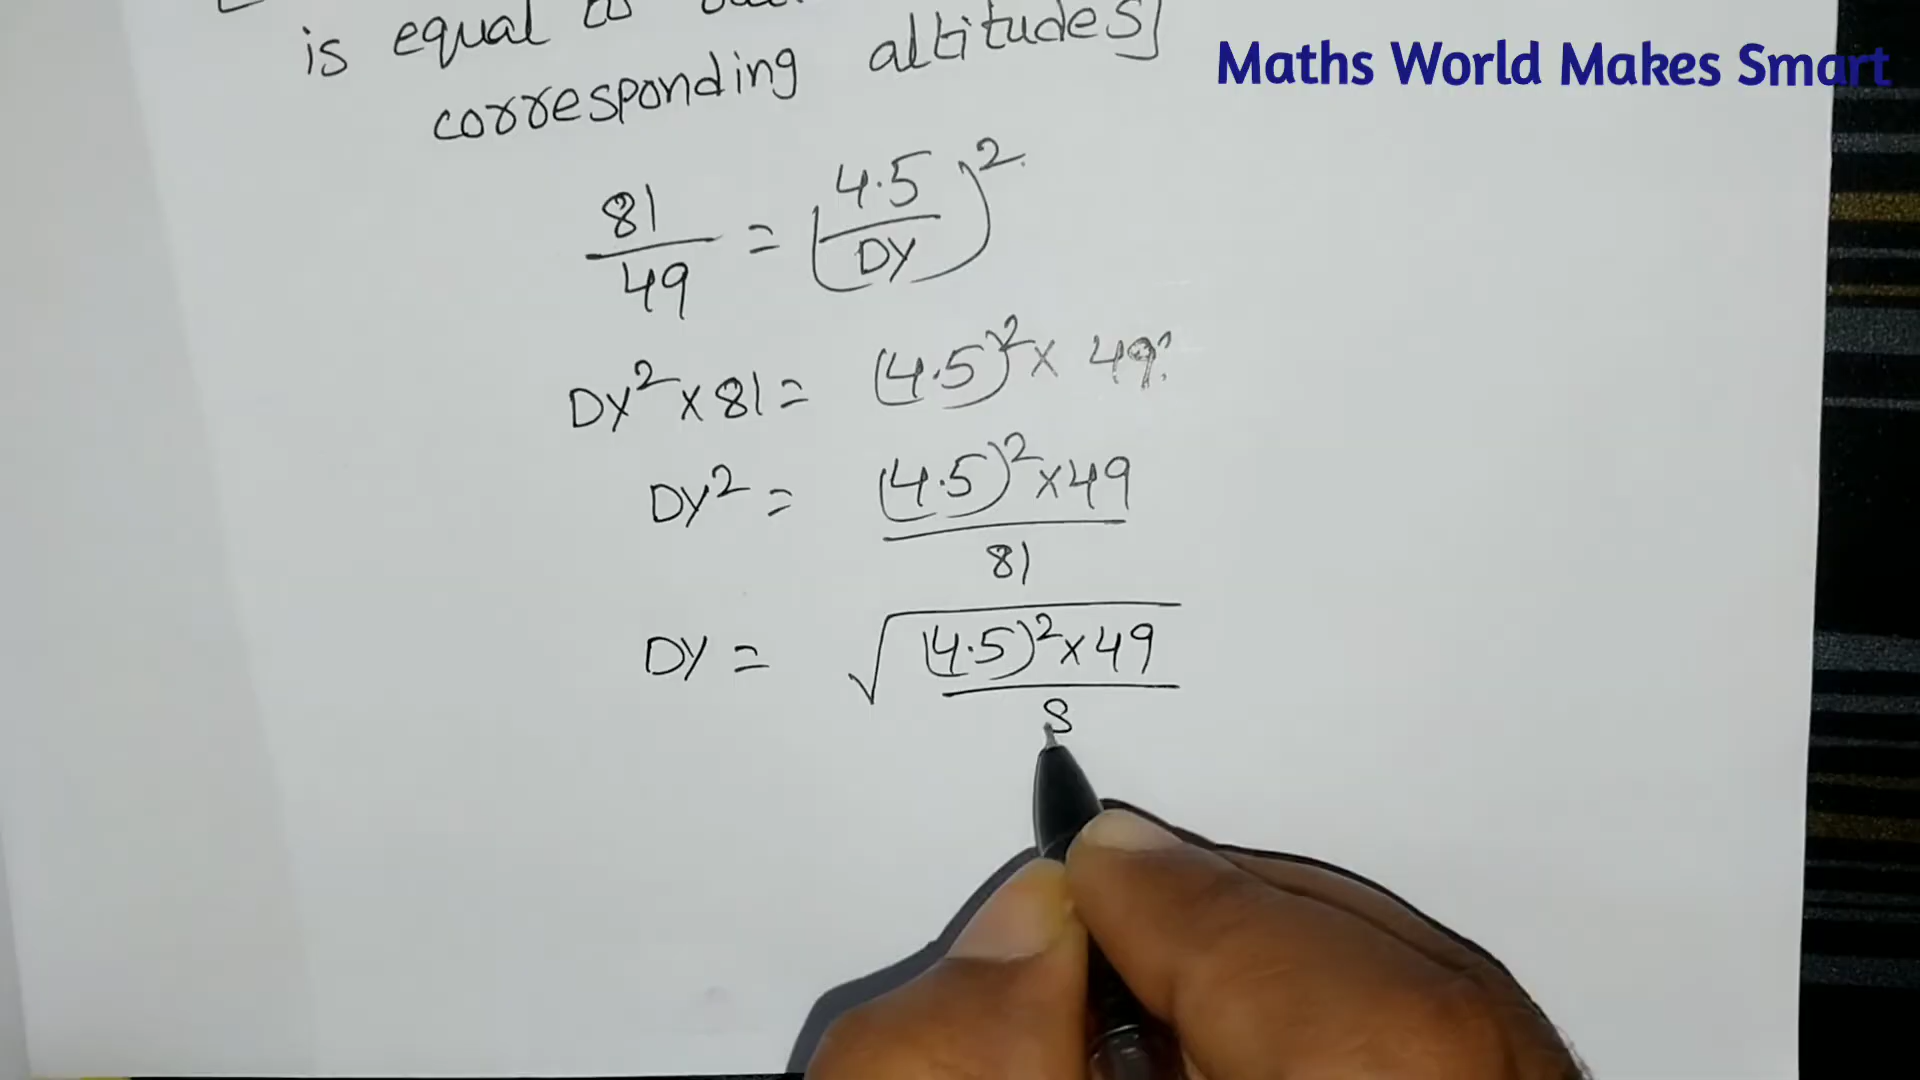 is equal to
corresponding altitudes]
Maths World Makes Smart
81/49 = (4.5/DY)²
DY² × 81 = (4.5)² × 49
DY² = (4.5)² × 49 / 81
DY = √((4.5)² × 49 / 8